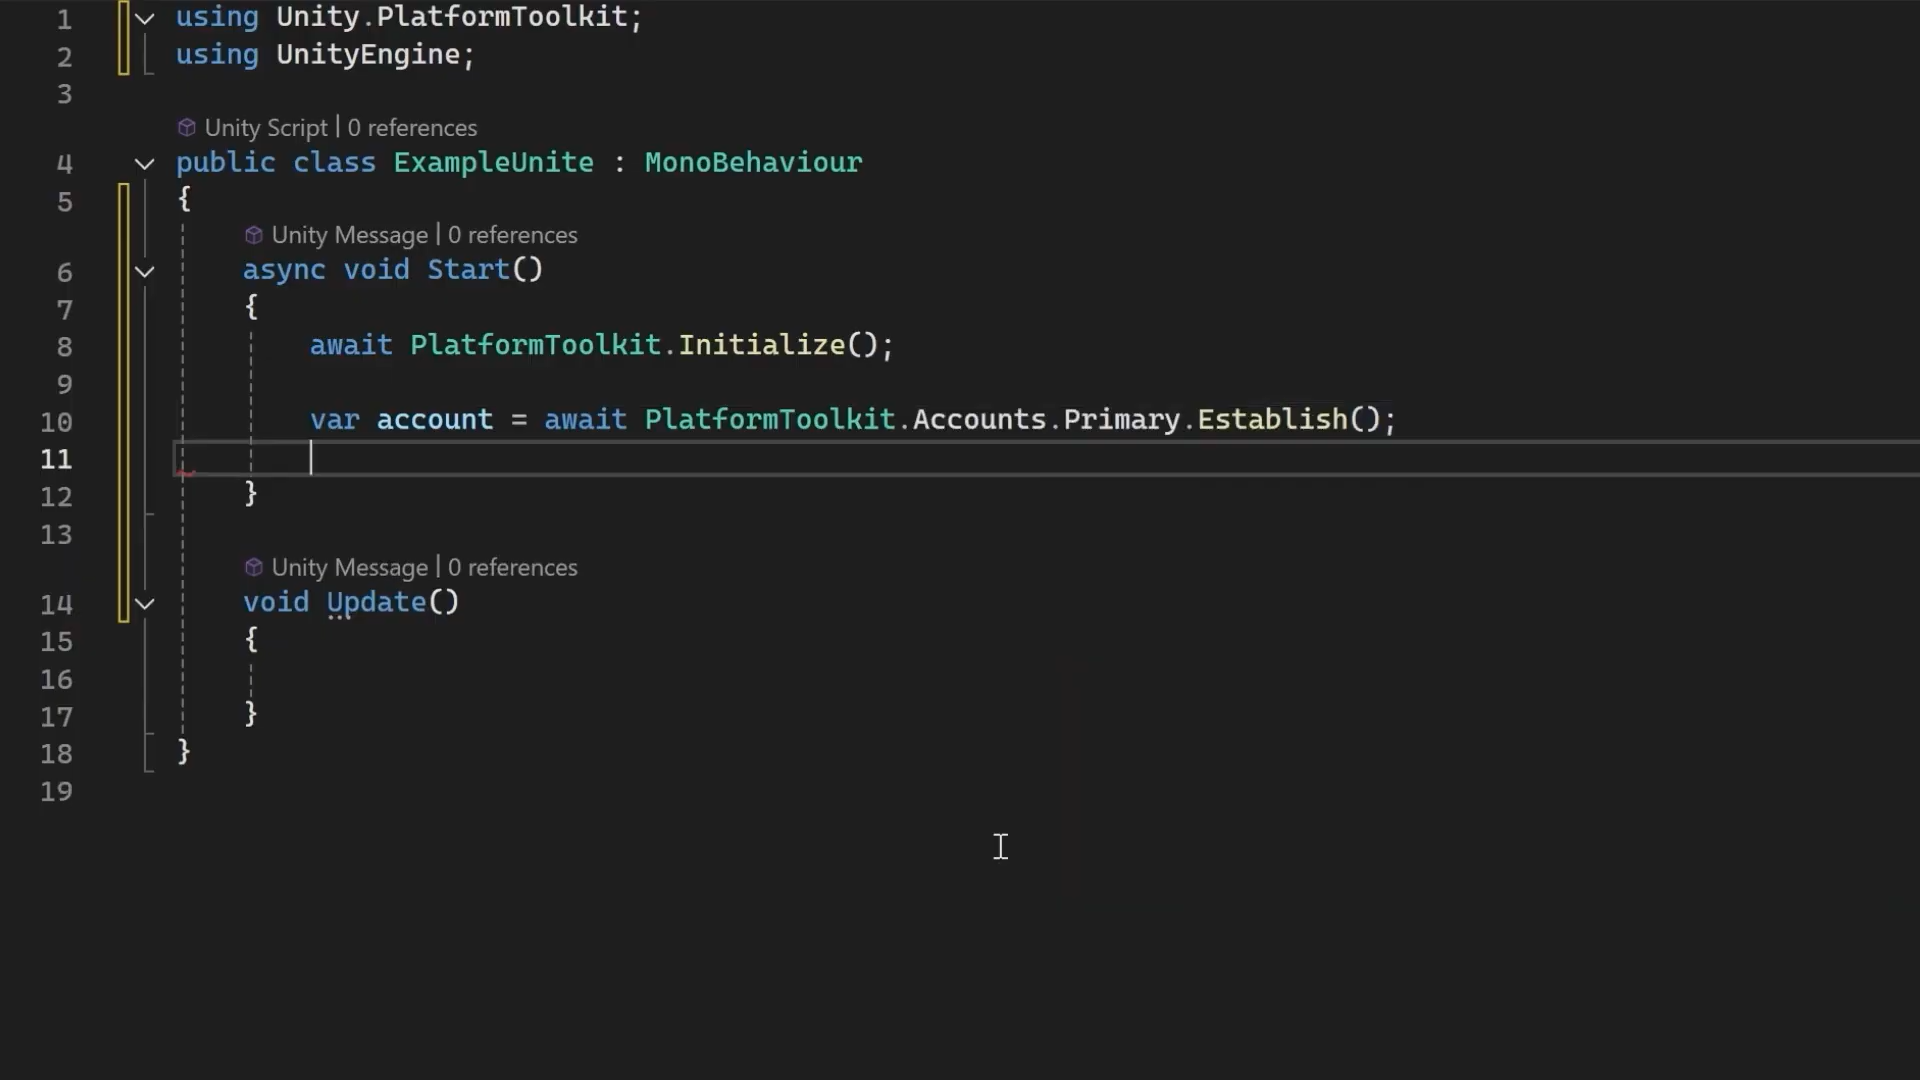 1 using Unity.PlatformToolkit;
2 using UnityEngine;
3
Unity Script | 0 references
4 public class ExampleUnite : MonoBehaviour
5 {
Unity Message | 0 references
6 async void Start()
7 {
8 await PlatformToolkit.Initialize();
9
10 var account = await PlatformToolkit.Accounts.Primary.Establish();
11
12 }
13
Unity Message | 0 references
14 void Update()
15 {
16
17 }
18 }
19